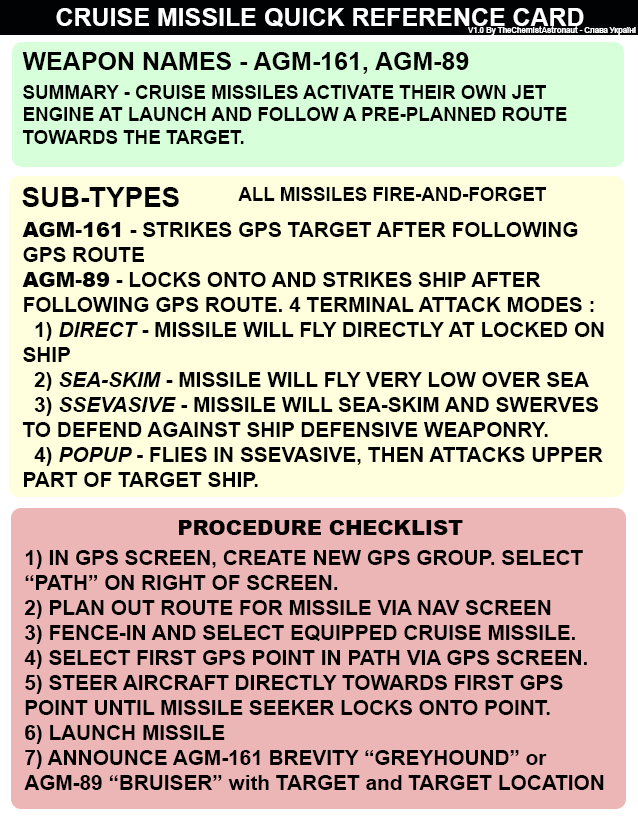 CRUISE MISSILE QUICK REFERENCE CARD
V1.0 By TheChemistAstronaut - Слава Україні
WEAPON NAMES - AGM-161, AGM-89
SUMMARY - CRUISE MISSILES ACTIVATE THEIR OWN JET
ENGINE AT LAUNCH AND FOLLOW A PRE-PLANNED ROUTE
TOWARDS THE TARGET.
SUB-TYPES ALL MISSILES FIRE-AND-FORGET
AGM-161 - STRIKES GPS TARGET AFTER FOLLOWING
GPS ROUTE
AGM-89 - LOCKS ONTO AND STRIKES SHIP AFTER
FOLLOWING GPS ROUTE. 4 TERMINAL ATTACK MODES :
1) DIRECT - MISSILE WILL FLY DIRECTLY AT LOCKED ON
SHIP
2) SEA-SKIM - MISSILE WILL FLY VERY LOW OVER SEA
3) SSEVASIVE - MISSILE WILL SEA-SKIM AND SWERVES
TO DEFEND AGAINST SHIP DEFENSIVE WEAPONRY.
4) POPUP - FLIES IN SSEVASIVE, THEN ATTACKS UPPER
PART OF TARGET SHIP.
PROCEDURE CHECKLIST
1) IN GPS SCREEN, CREATE NEW GPS GROUP. SELECT
“PATH” ON RIGHT OF SCREEN.
2) PLAN OUT ROUTE FOR MISSILE VIA NAV SCREEN
3) FENCE-IN AND SELECT EQUIPPED CRUISE MISSILE.
4) SELECT FIRST GPS POINT IN PATH VIA GPS SCREEN.
5) STEER AIRCRAFT DIRECTLY TOWARDS FIRST GPS
POINT UNTIL MISSILE SEEKER LOCKS ONTO POINT.
6) LAUNCH MISSILE
7) ANNOUNCE AGM-161 BREVITY “GREYHOUND” or
AGM-89 “BRUISER” with TARGET and TARGET LOCATION